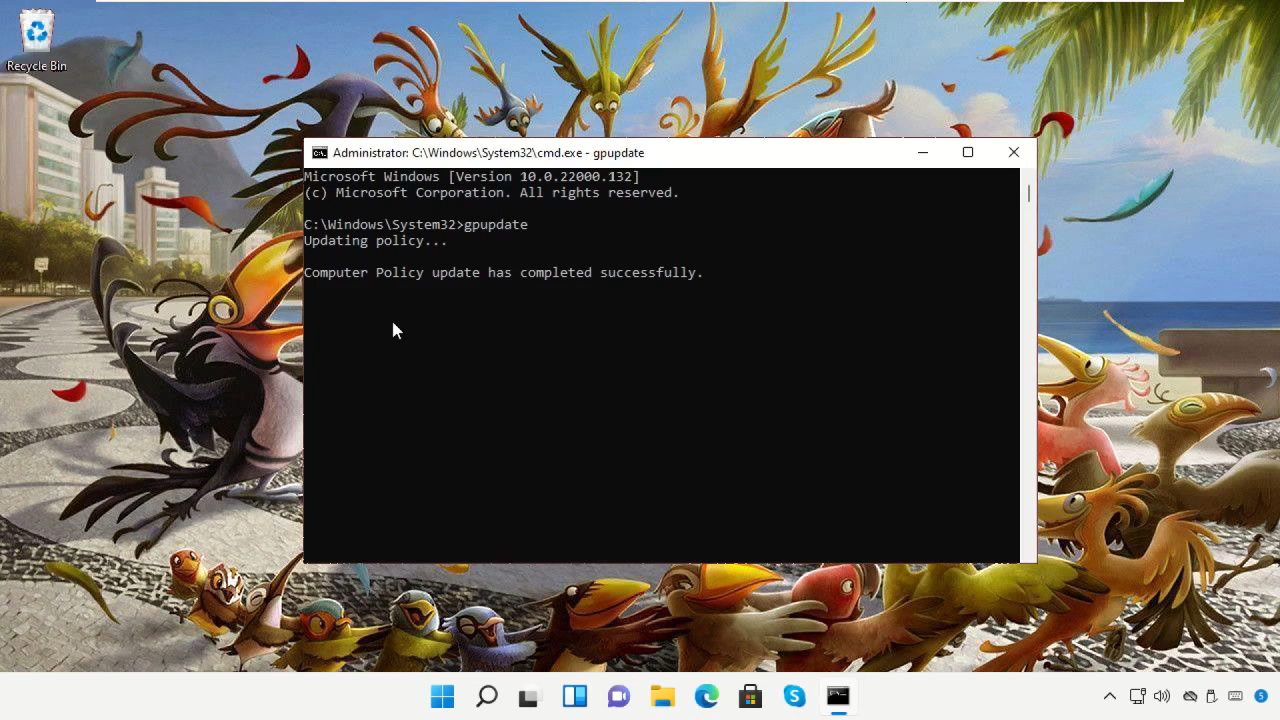 Recycle Bin
Administrator: C:\Windows\System32\cmd.exe - gpupdate
Microsoft Windows [Version 10.0.22000.132]
(c) Microsoft Corporation. All rights reserved.
C:\Windows\System32>gpupdate
Updating policy...
Computer Policy update has completed successfully.
5